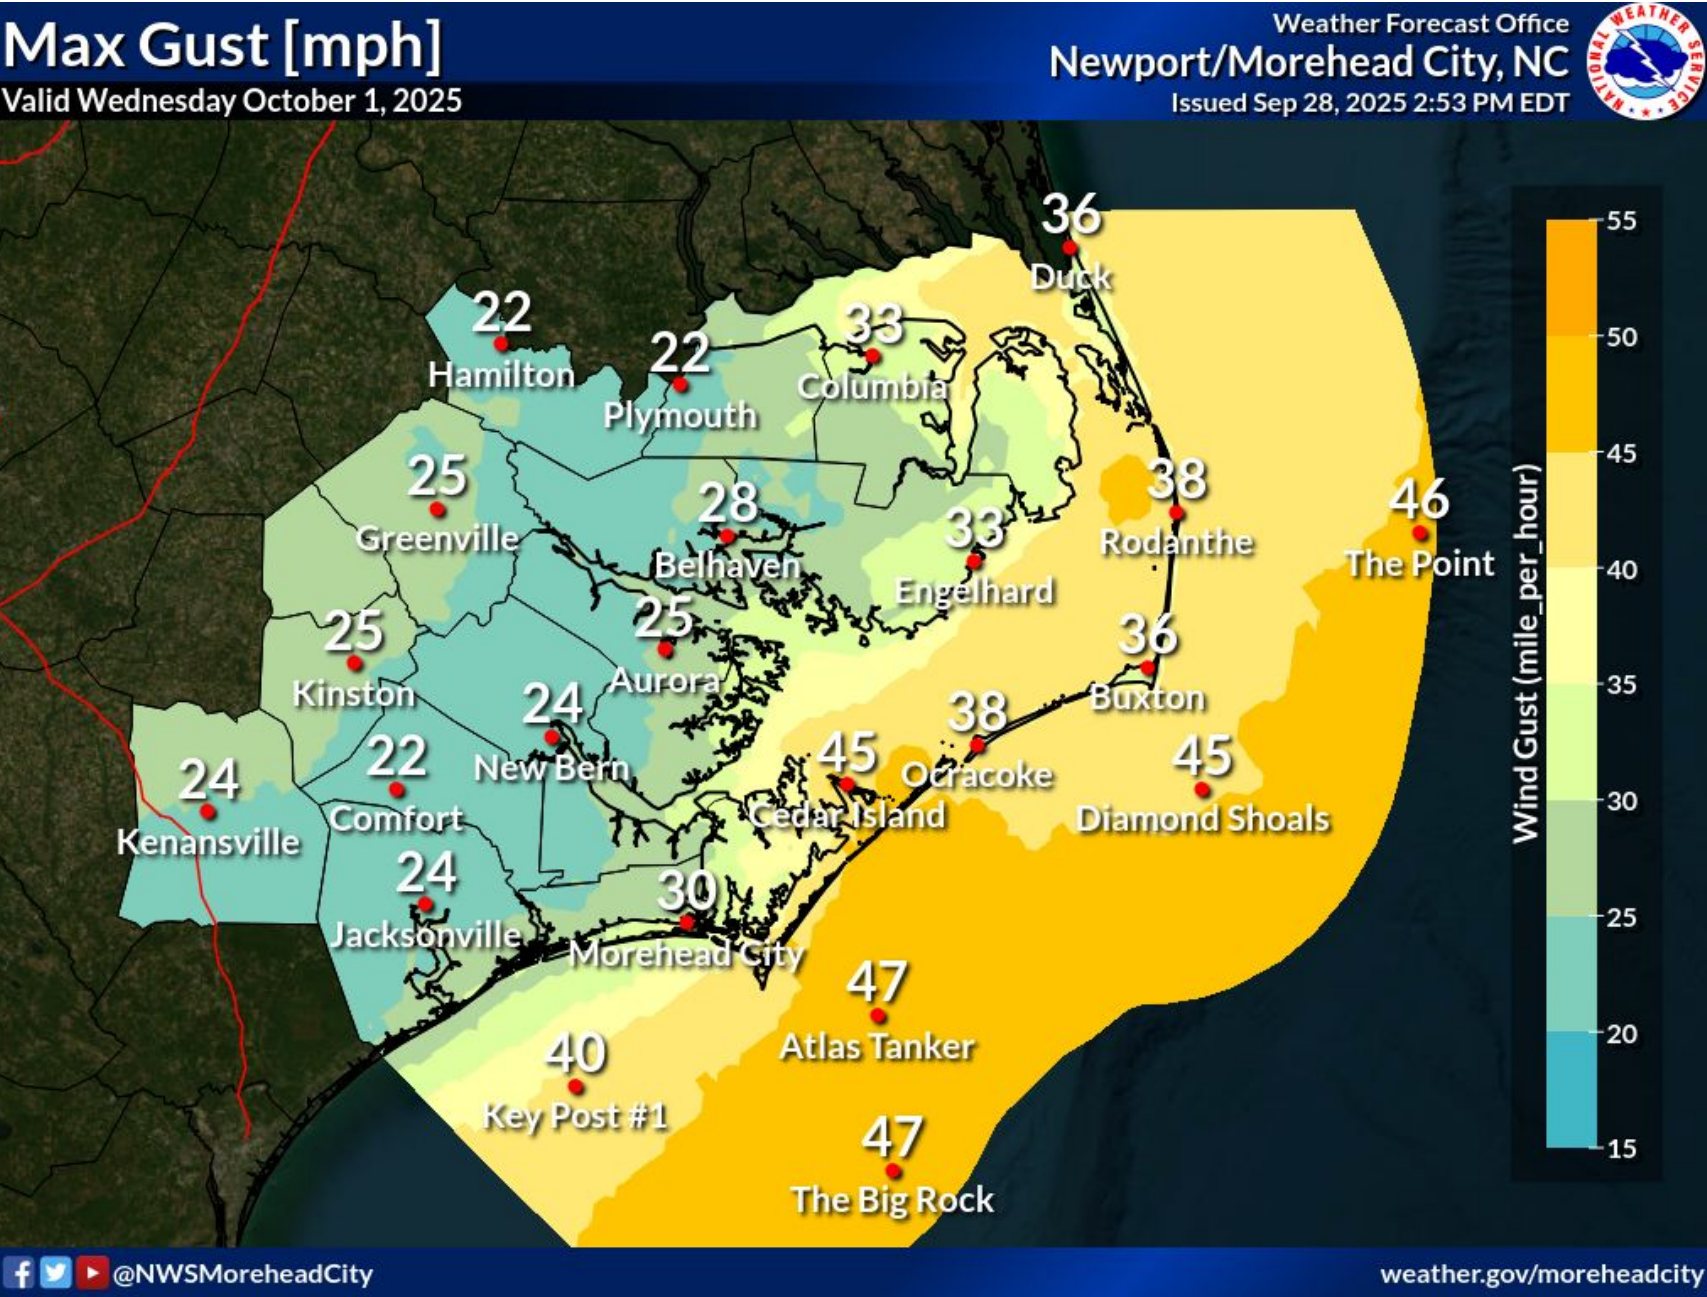 Max Gust [mph]
Valid Wednesday October 1, 2025
Weather Forecast Office
Newport/Morehead City, NC
Issued Sep 28, 2025 2:53 PM EDT
NATIONAL WEATHER SERVICE
36
Duck
22
Hamilton
22
Plymouth
33
Columbia
25
Greenville
28
Belhaven
33
Engelhard
38
Rodanthe
46
The Point
25
Kinston
25
Aurora
36
Buxton
24
New Bern
38
Ocracoke
22
Comfort
45
Cedar Island
45
Diamond Shoals
24
Kenansville
24
Jacksonville
30
Morehead City
47
Atlas Tanker
40
Key Post #1
47
The Big Rock
55
50
45
40
35
30
25
20
15
Wind Gust (mile_per_hour)
@NWSMoreheadCity
weather.gov/moreheadcity